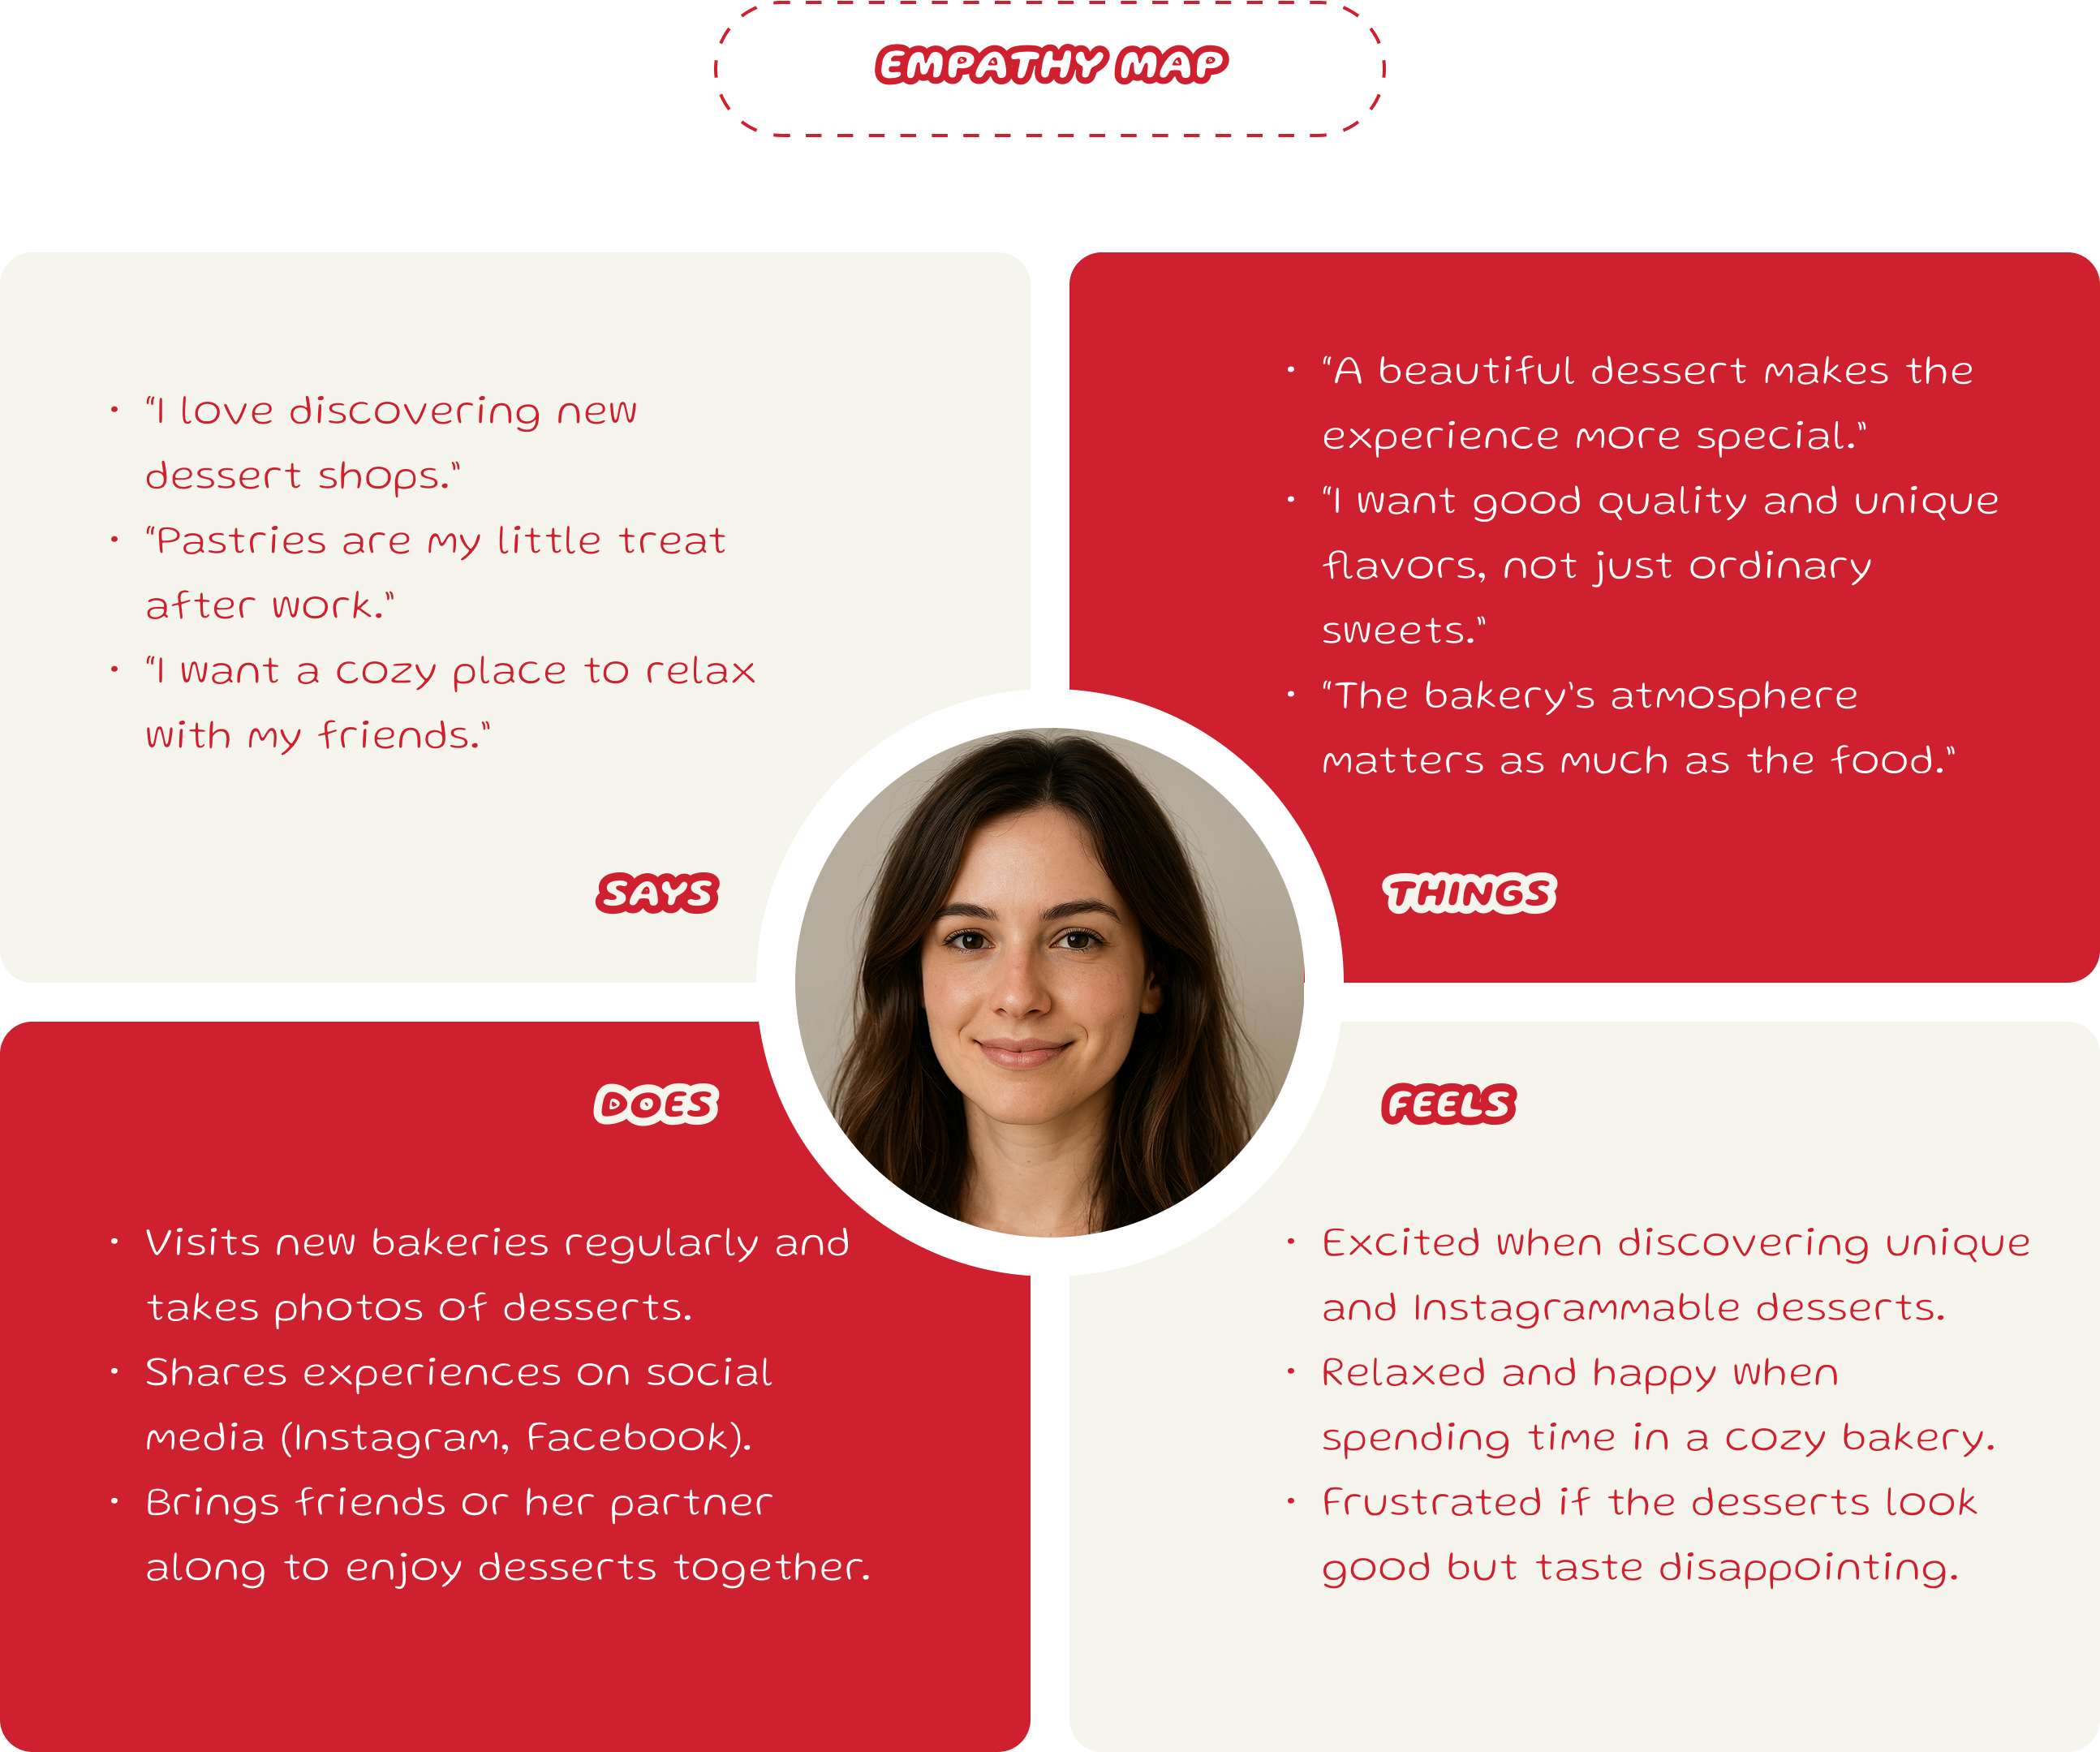 EMPATHY MAP
• “I love discovering new
dessert shops.”
• “Pastries are my little treat
after work.”
• “I want a cozy place to relax
with my friends.”
SAYS
• “A beautiful dessert makes the
experience more special.”
• “I want good quality and unique
flavors, not just ordinary
sweets.”
• “The bakery’s atmosphere
matters as much as the food.”
THINGS
DOES
• Visits new bakeries regularly and
takes photos of desserts.
• Shares experiences on social
media (Instagram, Facebook).
• Brings friends or her partner
along to enjoy desserts together.
FEELS
• Excited when discovering unique
and Instagrammable desserts.
• Relaxed and happy when
spending time in a cozy bakery.
• Frustrated if the desserts look
good but taste disappointing.